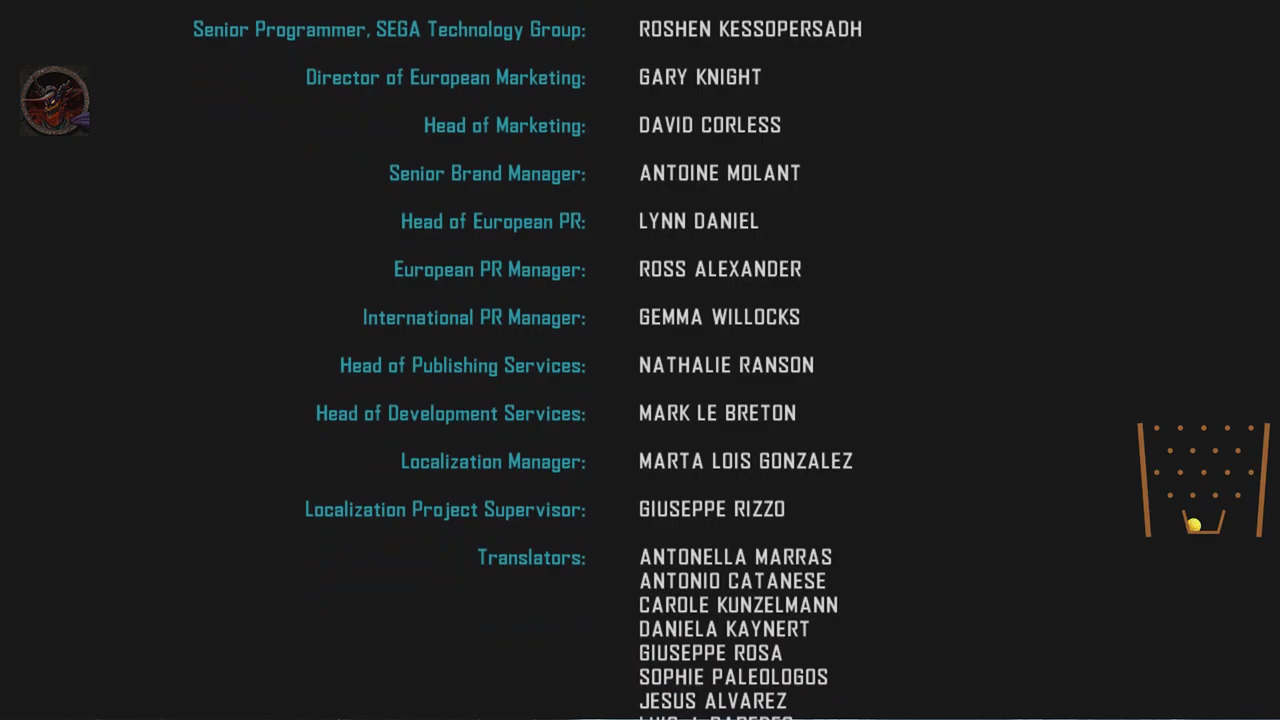 Senior Programmer, SEGA Technology Group: ROSHEN KESSOPERSADH
Director of European Marketing: GARY KNIGHT
Head of Marketing: DAVID CORLESS
Senior Brand Manager: ANTOINE MOLANT
Head of European PR: LYNN DANIEL
European PR Manager: ROSS ALEXANDER
International PR Manager: GEMMA WILLOCKS
Head of Publishing Services: NATHALIE RANSON
Head of Development Services: MARK LE BRETON
Localization Manager: MARTA LOIS GONZALEZ
Localization Project Supervisor: GIUSEPPE RIZZO
Translators: ANTONELLA MARRAS
ANTONIO CATANESE
CAROLE KUNZELMANN
DANIELA KAYNERT
GIUSEPPE ROSA
SOPHIE PALEOLOGOS
JESUS ALVAREZ